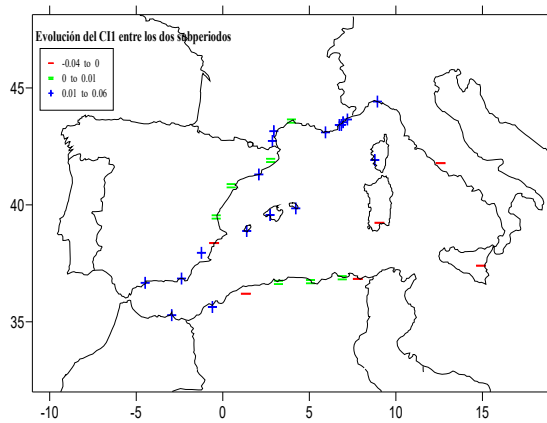 Evolución del CI1 entre los dos subperiodos
-0.04 to 0
0 to 0.01
0.01 to 0.06
45
40
35
-10 -5 0 5 10 15